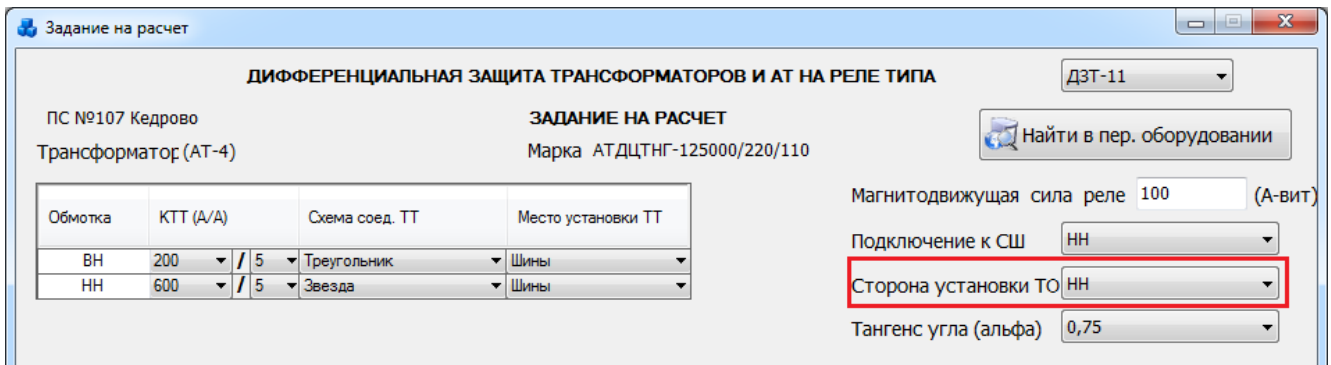 Задание на расчет
ДИФФЕРЕНЦИАЛЬНАЯ ЗАЩИТА ТРАНСФОРМАТОРОВ И АТ НА РЕЛЕ ТИПА ДЗТ-11
ПС №107 Кедрово ЗАДАНИЕ НА РАСЧЕТ
Найти в пер. оборудовании
Трансформатор (АТ-4) Марка АТДЦТНГ-125000/220/110
Магнитодвижущая сила реле 100 (А-вит)
Обмотка КТТ (А/А) Схема соед. ТТ Место установки ТТ
Подключение к СШ НН
ВН 200 / 5 Треугольник Шины
НН 600 / 5 Звезда Шины
Сторона установки ТО НН
Тангенс угла (альфа) 0,75